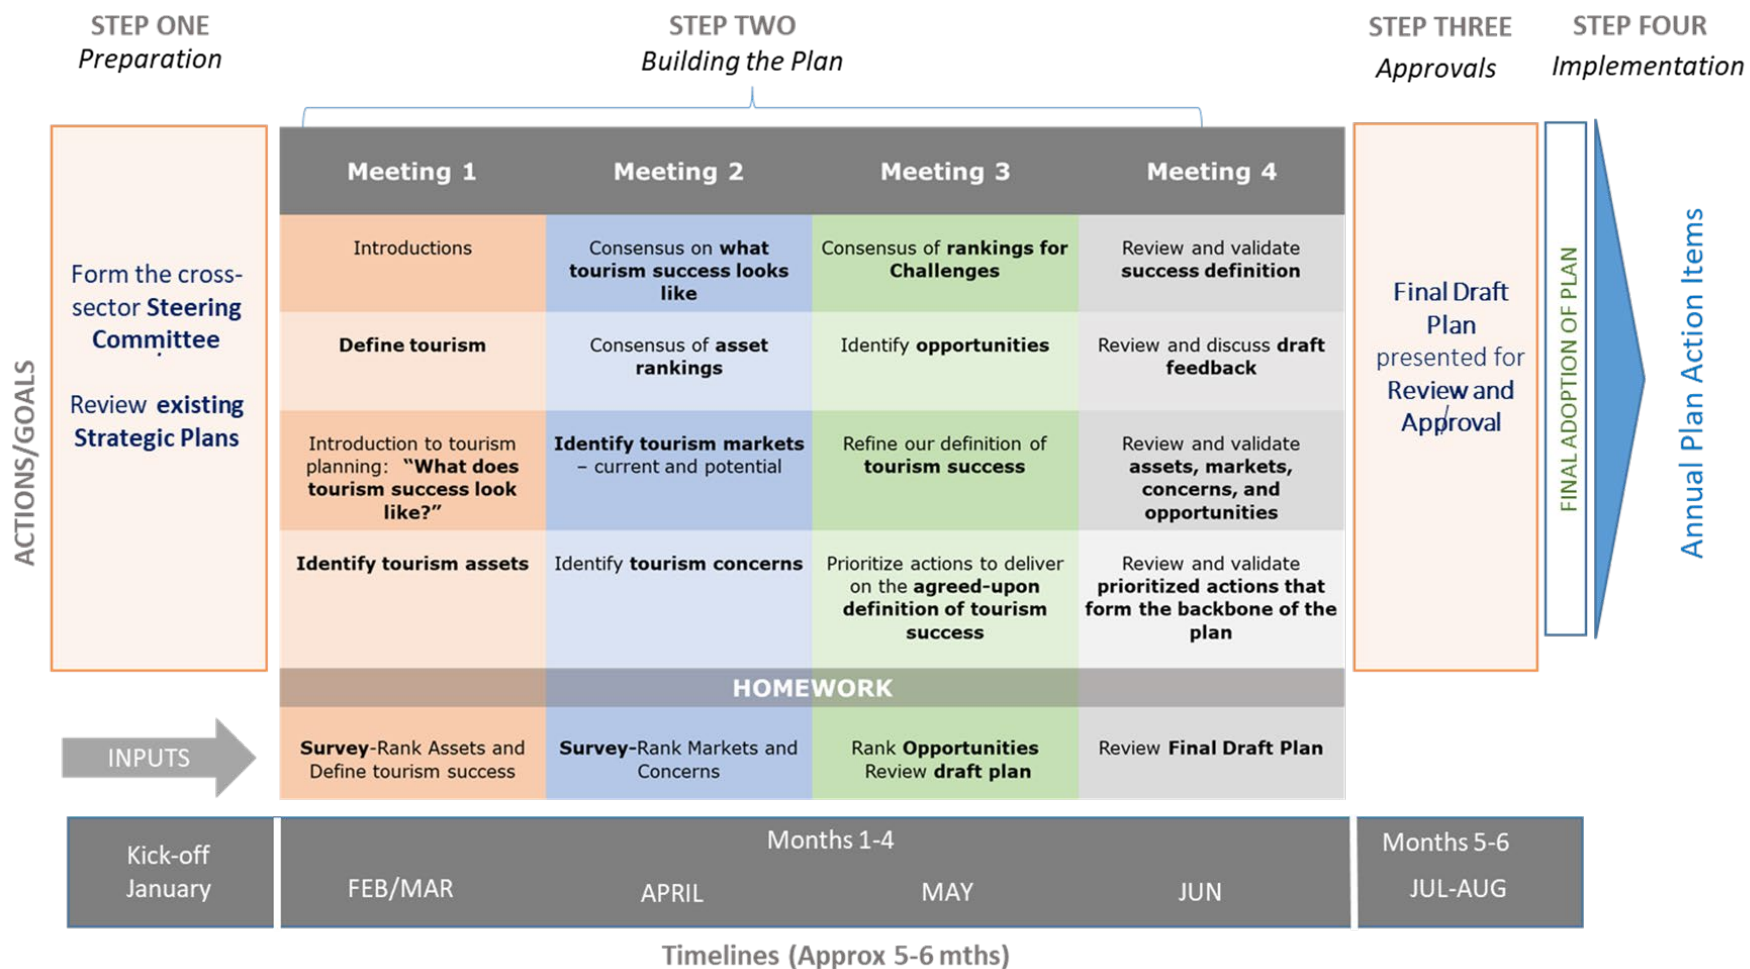 STEP ONE
Preparation
STEP TWO
Building the Plan
STEP THREE
Approvals
STEP FOUR
Implementation
ACTIONS/GOALS
Form the cross-
sector Steering
Committee
Review existing
Strategic Plans
Meeting 1
Meeting 2
Meeting 3
Meeting 4
Introductions
Consensus on what
tourism success looks
like
Consensus of rankings for
Challenges
Review and validate
success definition
Define tourism
Consensus of asset
rankings
Identify opportunities
Review and discuss draft
feedback
Introduction to tourism
planning: “What does
tourism success look
like?”
Identify tourism markets
– current and potential
Refine our definition of
tourism success
Review and validate
assets, markets,
concerns, and
opportunities
Identify tourism assets
Identify tourism concerns
Prioritize actions to deliver
on the agreed-upon
definition of tourism
success
Review and validate
prioritized actions that
form the backbone of the
plan
HOMEWORK
INPUTS
Survey-Rank Assets and
Define tourism success
Survey-Rank Markets and
Concerns
Rank Opportunities
Review draft plan
Review Final Draft Plan
Final Draft
Plan
presented for
Review and
Approval
FINAL ADOPTION OF PLAN
Annual Plan Action Items
Kick-off
January
Months 1-4
FEB/MAR
APRIL
MAY
JUN
Months 5-6
JUL-AUG
Timelines (Approx 5-6 mths)